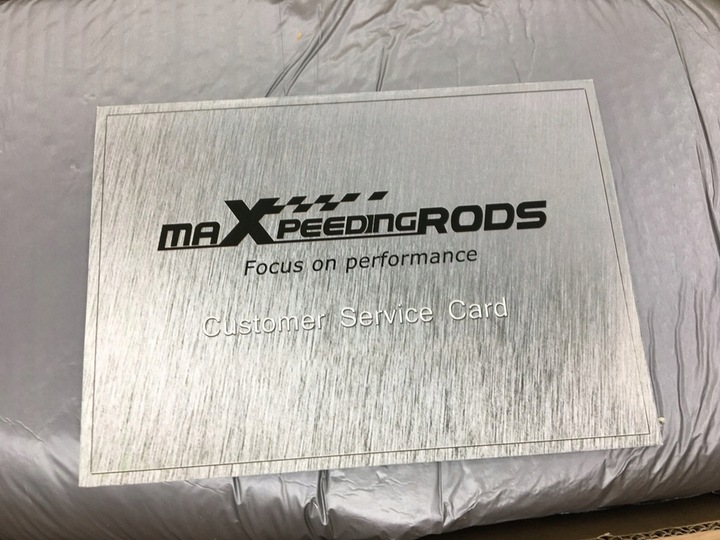 maXpeedingRODS
Focus on performance
Customer Service Card